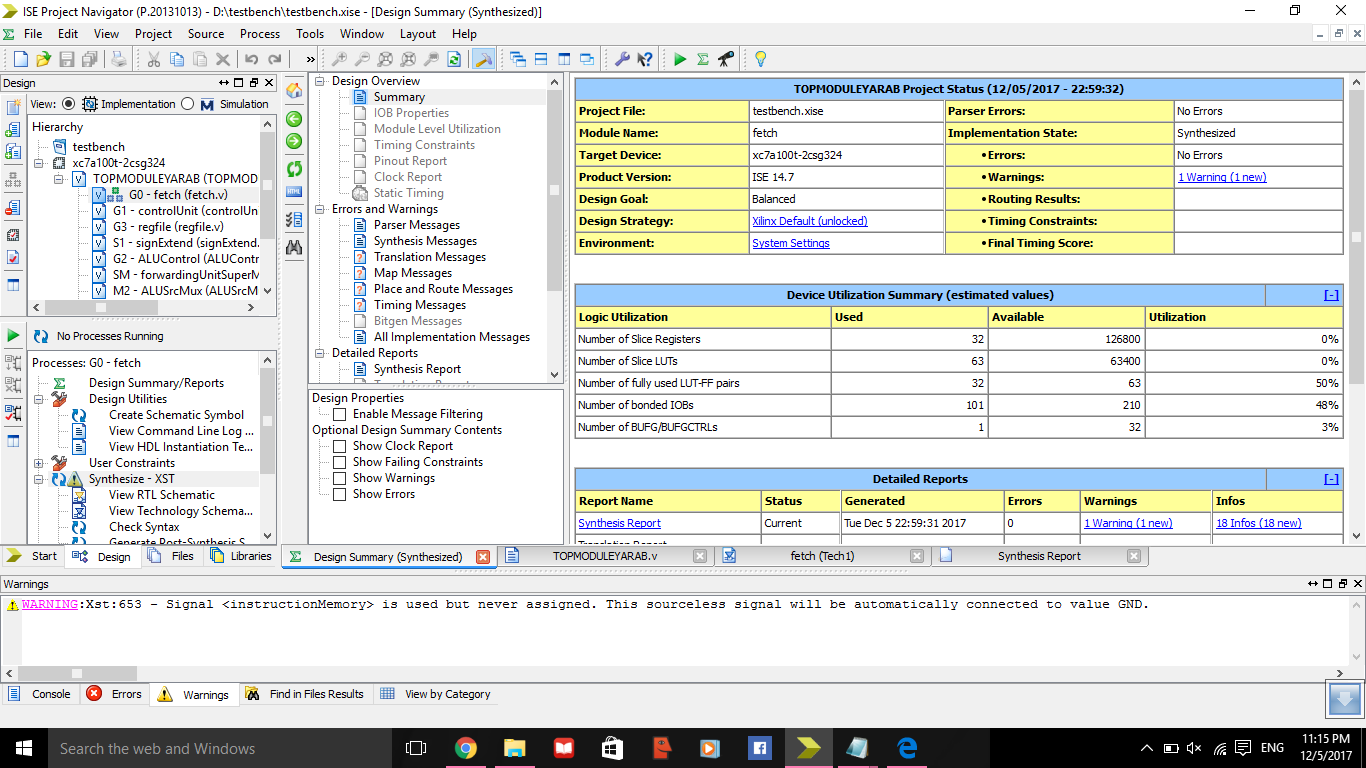 ISE Project Navigator (P.20131013) - D:\testbench\testbench.xise - [Design Summary (Synthesized)]
File Edit View Project Source Process Tools Window Layout Help
»
Design
View: Implementation Simulation
Hierarchy
testbench
xc7a100t-2csg324
TOPMODULEYARAB (TOPMOD
G0 - fetch (fetch.v)
G1 - controlUnit (controlUn
G3 - regfile (regfile.v)
S1 - signExtend (signExtend.
G2 - ALUControl (ALUContr
SM - forwardingUnitSuperM
M2 - ALUSrcMux (ALUSrcM
No Processes Running
Processes: G0 - fetch
Design Summary/Reports
Design Utilities
Create Schematic Symbol
View Command Line Log ...
View HDL Instantiation Te...
User Constraints
Synthesize - XST
View RTL Schematic
View Technology Schema...
Check Syntax
Generate Post-Synthesis S
Start Design Files Libraries
Design Overview
Summary
IOB Properties
Module Level Utilization
Timing Constraints
Pinout Report
Clock Report
Static Timing
Errors and Warnings
Parser Messages
Synthesis Messages
Translation Messages
Map Messages
Place and Route Messages
Timing Messages
Bitgen Messages
All Implementation Messages
Detailed Reports
Synthesis Report
Design Properties
Enable Message Filtering
Optional Design Summary Contents
Show Clock Report
Show Failing Constraints
Show Warnings
Show Errors
TOPMODULEYARAB Project Status (12/05/2017 - 22:59:32)
Project File: testbench.xise Parser Errors: No Errors
Module Name: fetch Implementation State: Synthesized
Target Device: xc7a100t-2csg324 •Errors: No Errors
Product Version: ISE 14.7 •Warnings: 1 Warning (1 new)
Design Goal: Balanced •Routing Results:
Design Strategy: Xilinx Default (unlocked) •Timing Constraints:
Environment: System Settings •Final Timing Score:
Device Utilization Summary (estimated values) [-]
Logic Utilization Used Available Utilization
Number of Slice Registers 32 126800 0%
Number of Slice LUTs 63 63400 0%
Number of fully used LUT-FF pairs 32 63 50%
Number of bonded IOBs 101 210 48%
Number of BUFG/BUFGCTRLs 1 32 3%
Detailed Reports [-]
Report Name Status Generated Errors Warnings Infos
Synthesis Report Current Tue Dec 5 22:59:31 2017 0 1 Warning (1 new) 18 Infos (18 new)
Design Summary (Synthesized) TOPMODULEYARAB.v fetch (Tech1) Synthesis Report
Warnings
WARNING:Xst:653 - Signal <instructionMemory> is used but never assigned. This sourceless signal will be automatically connected to value GND.
Console Errors Warnings Find in Files Results View by Category
Search the web and Windows
ENG
11:15 PM
12/5/2017